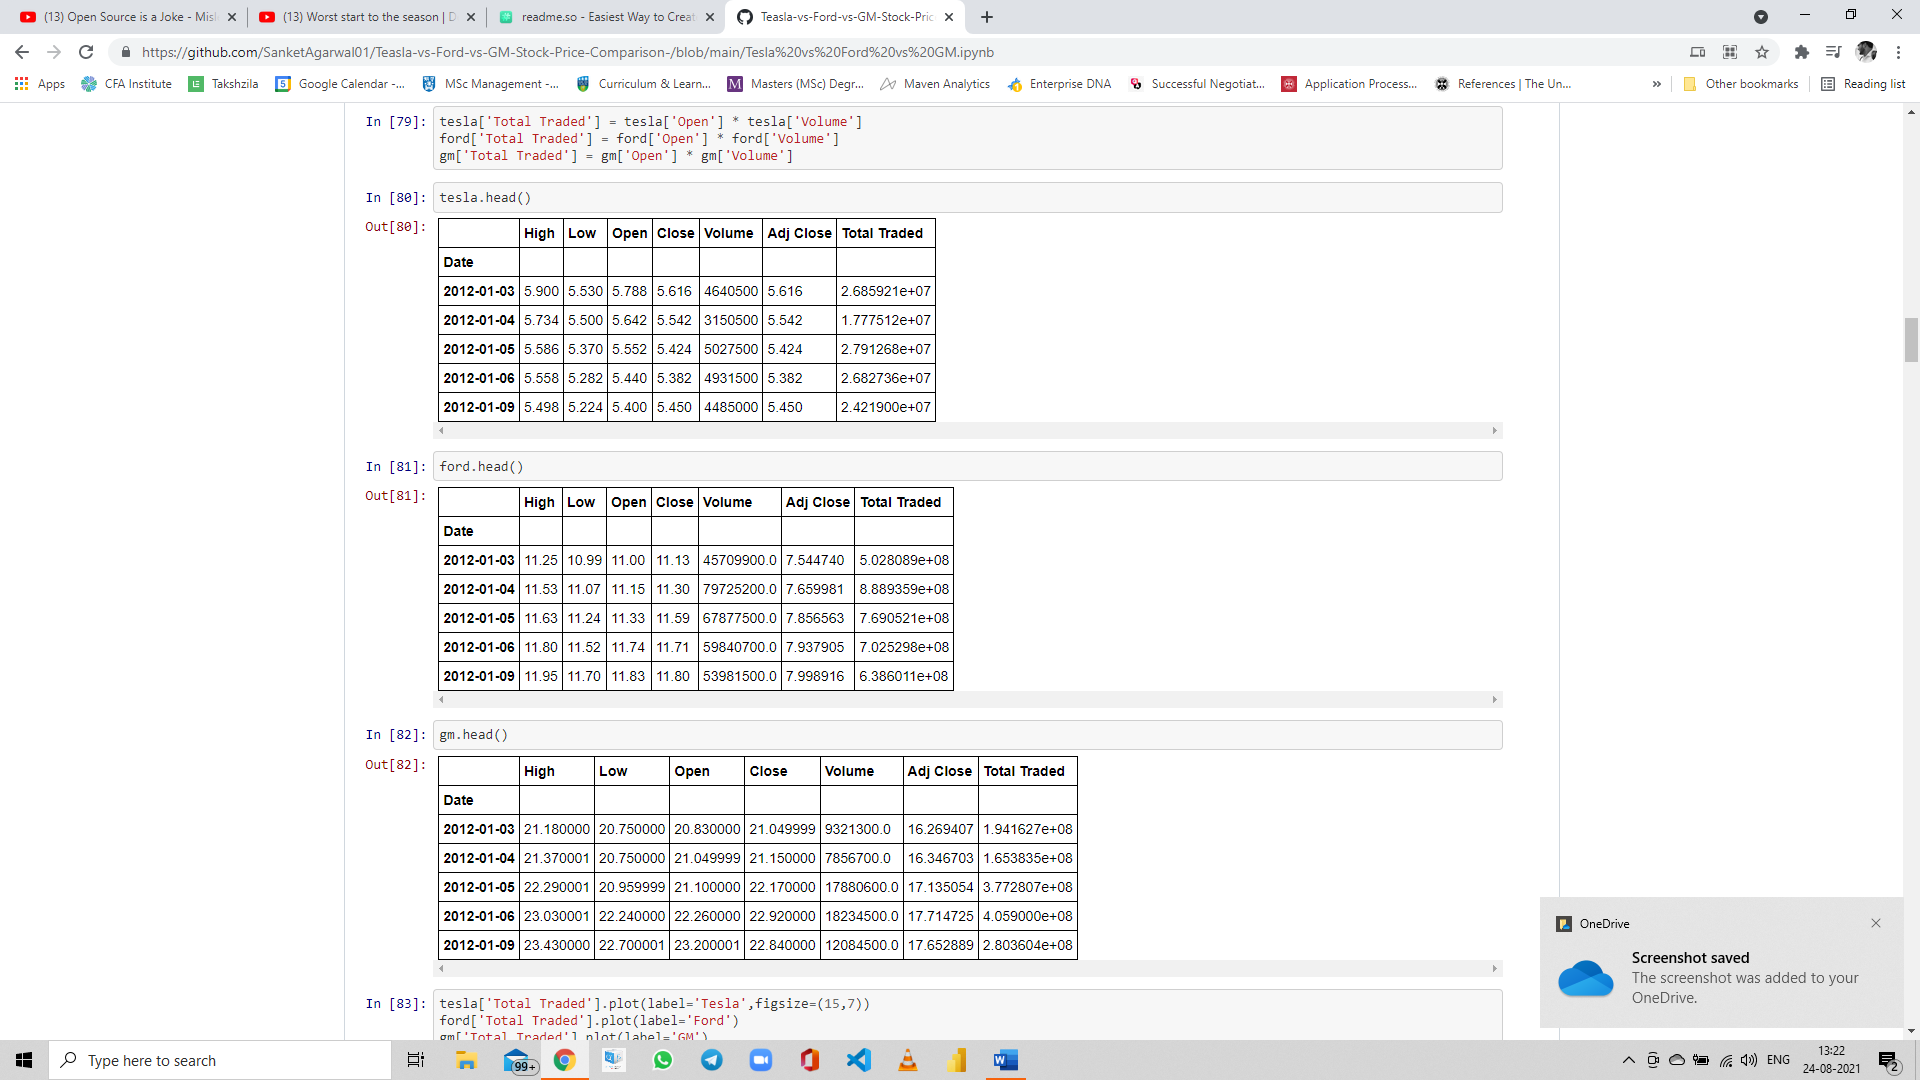 (13) Open Source is a Joke - Misl
(13) Worst start to the season | D
readme.so - Easiest Way to Creat
Teasla-vs-Ford-vs-GM-Stock-Pric
https://github.com/SanketAgarwal01/Teasla-vs-Ford-vs-GM-Stock-Price-Comparison-/blob/main/Tesla%20vs%20Ford%20vs%20GM.ipynb
Apps CFA Institute Takshzila Google Calendar -... MSc Management -... Curriculum & Learn... Masters (MSc) Degr... Maven Analytics Enterprise DNA Successful Negotiat... Application Process... References | The Un... » Other bookmarks Reading list
In [79]: tesla['Total Traded'] = tesla['Open'] * tesla['Volume']
ford['Total Traded'] = ford['Open'] * ford['Volume']
gm['Total Traded'] = gm['Open'] * gm['Volume']
In [80]: tesla.head()
Out[80]:
High Low Open Close Volume Adj Close Total Traded
Date
2012-01-03 5.900 5.530 5.788 5.616 4640500 5.616 2.685921e+07
2012-01-04 5.734 5.500 5.642 5.542 3150500 5.542 1.777512e+07
2012-01-05 5.586 5.370 5.552 5.424 5027500 5.424 2.791268e+07
2012-01-06 5.558 5.282 5.440 5.382 4931500 5.382 2.682736e+07
2012-01-09 5.498 5.224 5.400 5.450 4485000 5.450 2.421900e+07
In [81]: ford.head()
Out[81]:
High Low Open Close Volume Adj Close Total Traded
Date
2012-01-03 11.25 10.99 11.00 11.13 45709900.0 7.544740 5.028089e+08
2012-01-04 11.53 11.07 11.15 11.30 79725200.0 7.659981 8.889359e+08
2012-01-05 11.63 11.24 11.33 11.59 67877500.0 7.856563 7.690521e+08
2012-01-06 11.80 11.52 11.74 11.71 59840700.0 7.937905 7.025298e+08
2012-01-09 11.95 11.70 11.83 11.80 53981500.0 7.998916 6.386011e+08
In [82]: gm.head()
Out[82]:
High Low Open Close Volume Adj Close Total Traded
Date
2012-01-03 21.180000 20.750000 20.830000 21.049999 9321300.0 16.269407 1.941627e+08
2012-01-04 21.370001 20.750000 21.049999 21.150000 7856700.0 16.346703 1.653835e+08
2012-01-05 22.290001 20.959999 21.100000 22.170000 17880600.0 17.135054 3.772807e+08
2012-01-06 23.030001 22.240000 22.260000 22.920000 18234500.0 17.714725 4.059000e+08
2012-01-09 23.430000 22.700001 23.200001 22.840000 12084500.0 17.652889 2.803604e+08
In [83]: tesla['Total Traded'].plot(label='Tesla',figsize=(15,7))
ford['Total Traded'].plot(label='Ford')
gm['Total Traded'].plot(label='GM')
OneDrive
Screenshot saved
The screenshot was added to your
OneDrive.
Type here to search
99+
ENG
13:22
24-08-2021
2